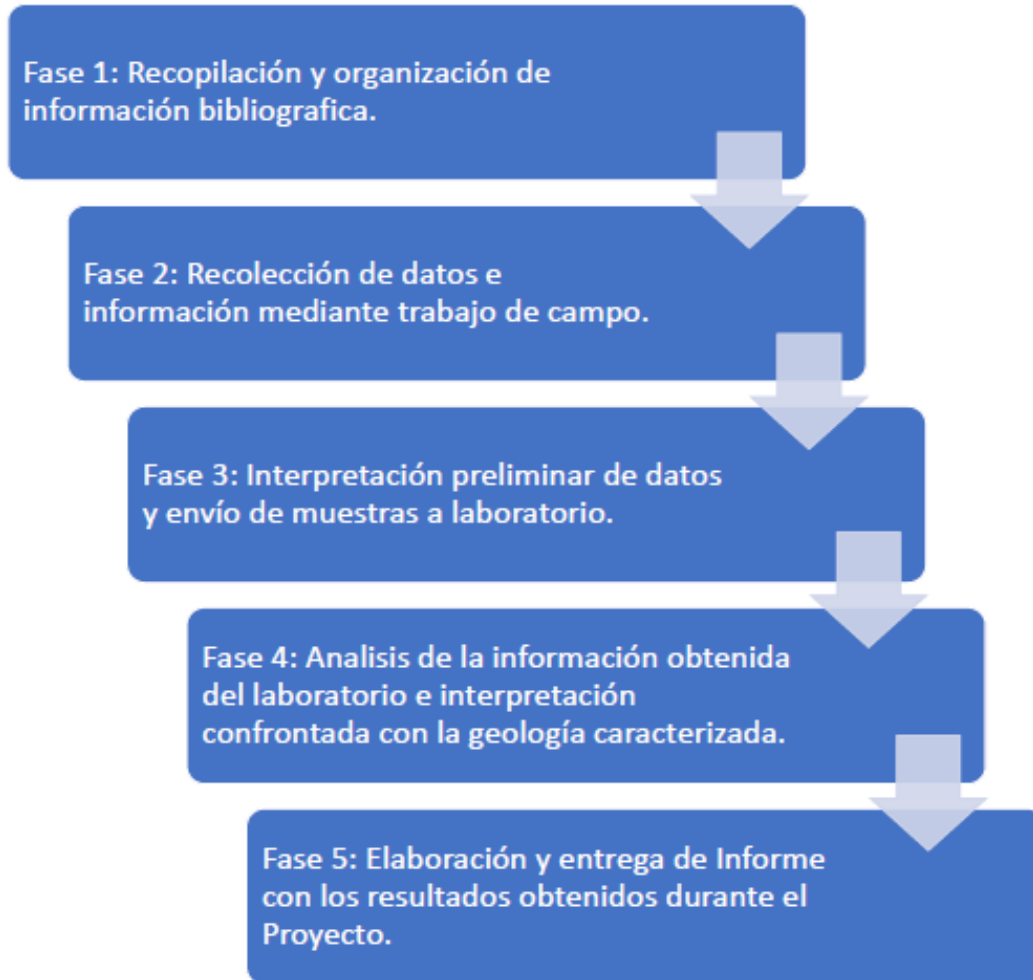 Fase 1: Recopilación y organización de
información bibliografica.
Fase 2: Recolección de datos e
información mediante trabajo de campo.
Fase 3: Interpretación preliminar de datos
y envío de muestras a laboratorio.
Fase 4: Analisis de la información obtenida
del laboratorio e interpretación
confrontada con la geología caracterizada.
Fase 5: Elaboración y entrega de Informe
con los resultados obtenidos durante el
Proyecto.